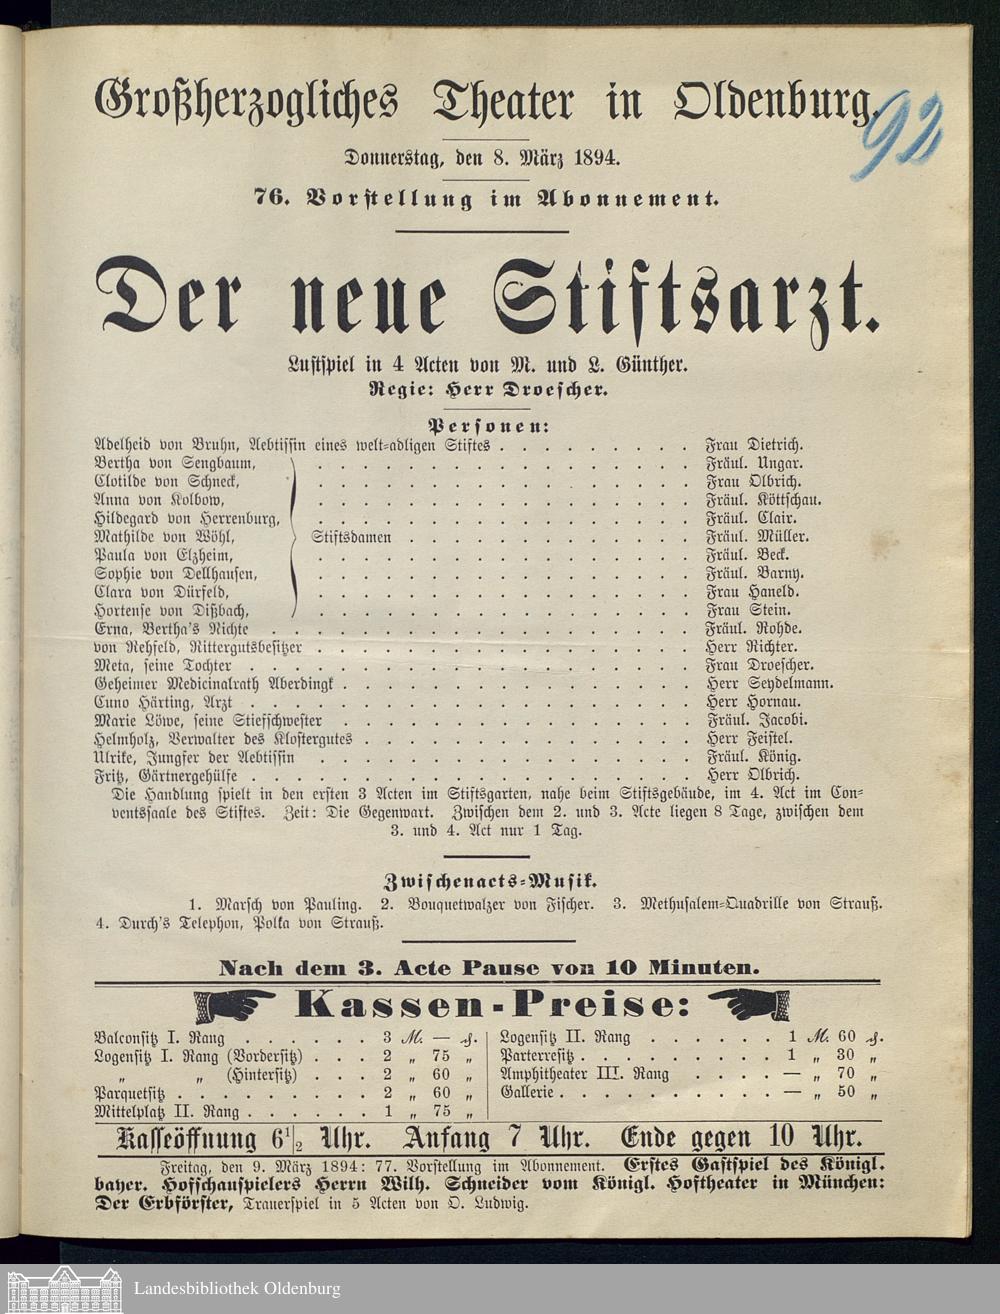 Großherzogliches Theater in Oldenburg.
92
Donnerstag, den 8. März 1894.
76. Vorstellung im Abonnement.
Der neue Stiftsarzt.
Lustspiel in 4 Acten von M. und L. Günther.
Regie: Herr Droescher.
Personen:
Adelheid von Bruhn, Aebtissin eines welt-adligen Stiftes . . . . . . . . . Frau Dietrich.
Bertha von Sengbaum, . . . . . . . . . . . . . . . . . Fräul. Ungar.
Clotilde von Schneck, . . . . . . . . . . . . . . . . . Frau Olbrich.
Anna von Kolbow, . . . . . . . . . . . . . . . . . Fräul. Köttschau.
Hildegard von Herrenburg, . . . . . . . . . . . . . . . . . Fräul. Clair.
Mathilde von Wöhl, Stiftsdamen . . . . . . . . . . . . . Fräul. Müller.
Paula von Elzheim, . . . . . . . . . . . . . . . . . Fräul. Beck.
Sophie von Dellhausen, . . . . . . . . . . . . . . . . . Fräul. Barny.
Clara von Dürfeld, . . . . . . . . . . . . . . . . . Frau Haneld.
Hortense von Dißbach, . . . . . . . . . . . . . . . . . Frau Stein.
Erna, Bertha's Nichte . . . . . . . . . . . . . . . . . . . Fräul. Rohde.
von Rehfeld, Rittergutsbesitzer . . . . . . . . . . . . . . . . . Herr Richter.
Meta, seine Tochter . . . . . . . . . . . . . . . . . . . . Frau Droescher.
Geheimer Medicinalrath Aberdingk . . . . . . . . . . . . . . . . Herr Seydelmann.
Cuno Härting, Arzt . . . . . . . . . . . . . . . . . . . . Herr Hornau.
Marie Löwe, seine Stiefschwester . . . . . . . . . . . . . . . . Fräul. Jacobi.
Helmholz, Verwalter des Klostergutes . . . . . . . . . . . . . . . Herr Feistel.
Ulrike, Jungfer der Aebtissin . . . . . . . . . . . . . . . . . Fräul. König.
Fritz, Gärtnergehülfe . . . . . . . . . . . . . . . . . . . . Herr Olbrich.
Die Handlung spielt in den ersten 3 Acten im Stiftsgarten, nahe beim Stiftsgebäude, im 4. Act im Con-
ventssaale des Stiftes. Zeit: Die Gegenwart. Zwischen dem 2. und 3. Acte liegen 8 Tage, zwischen dem
3. und 4. Act nur 1 Tag.
Zwischenacts-Musik.
1. Marsch von Pauling. 2. Bouquetwalzer von Fischer. 3. Methusalem-Quadrille von Strauß.
4. Durch's Telephon, Polka von Strauß.
Nach dem 3. Acte Pause von 10 Minuten.
Kassen-Preise:
Balconsitz I. Rang . . . . . . 3 M. — ₰.
Logensitz I. Rang (Vordersitz) . . . 2 „ 75 „
„ „ (Hintersitz) . . . 2 „ 60 „
Parquetsitz . . . . . . . . . 2 „ 60 „
Mittelplatz II. Rang . . . . . . 1 „ 75 „
Logensitz II. Rang . . . . . . 1 M. 60 ₰.
Parterresitz . . . . . . . . . 1 „ 30 „
Amphitheater III. Rang . . . . — „ 70 „
Gallerie . . . . . . . . . . — „ 50 „
Kasseöffnung 6 1/2 Uhr. Anfang 7 Uhr. Ende gegen 10 Uhr.
Freitag, den 9. März 1894: 77. Vorstellung im Abonnement. Erstes Gastspiel des Königl.
bayer. Hofschauspielers Herrn Wilh. Schneider vom Königl. Hoftheater in München:
Der Erbförster, Trauerspiel in 5 Acten von O. Ludwig.
Landesbibliothek Oldenburg